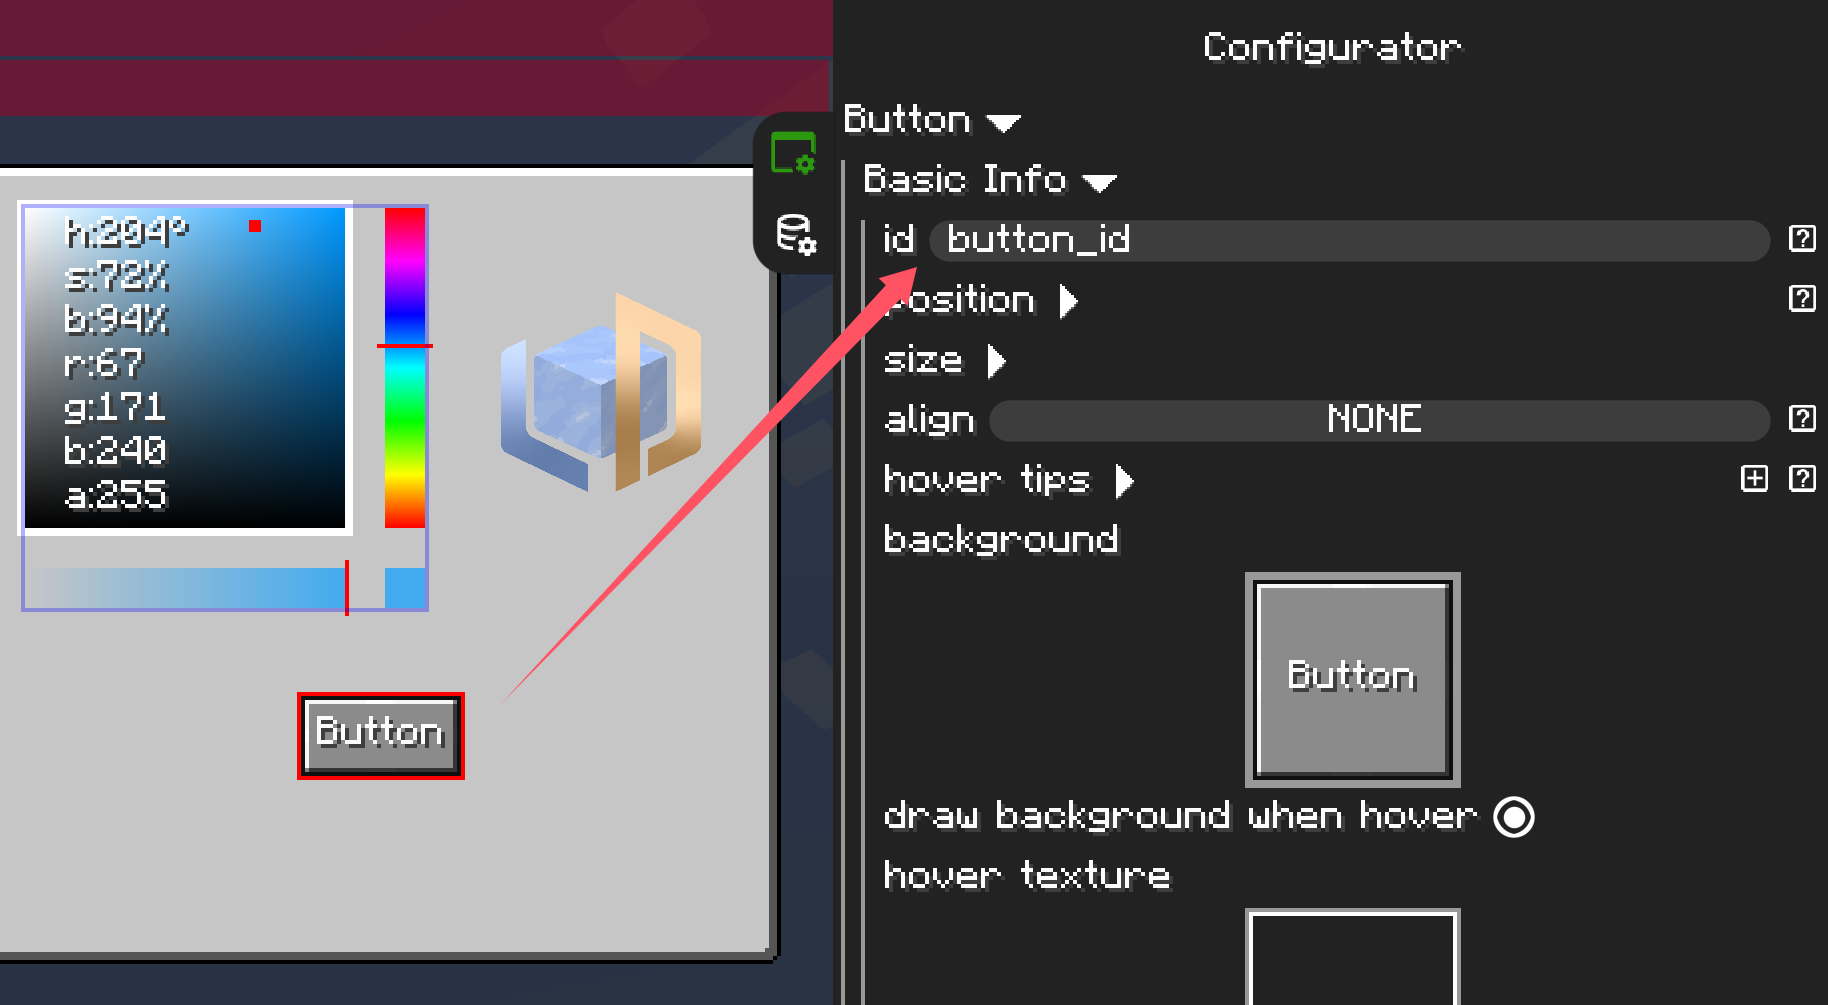 h:204°
s:72%
b:94%
r:67
g:171
b:240
a:255
Button
Configurator
Button
Basic Info
id button_id
position
size
align NONE
hover tips
background
Button
draw background when hover
hover texture